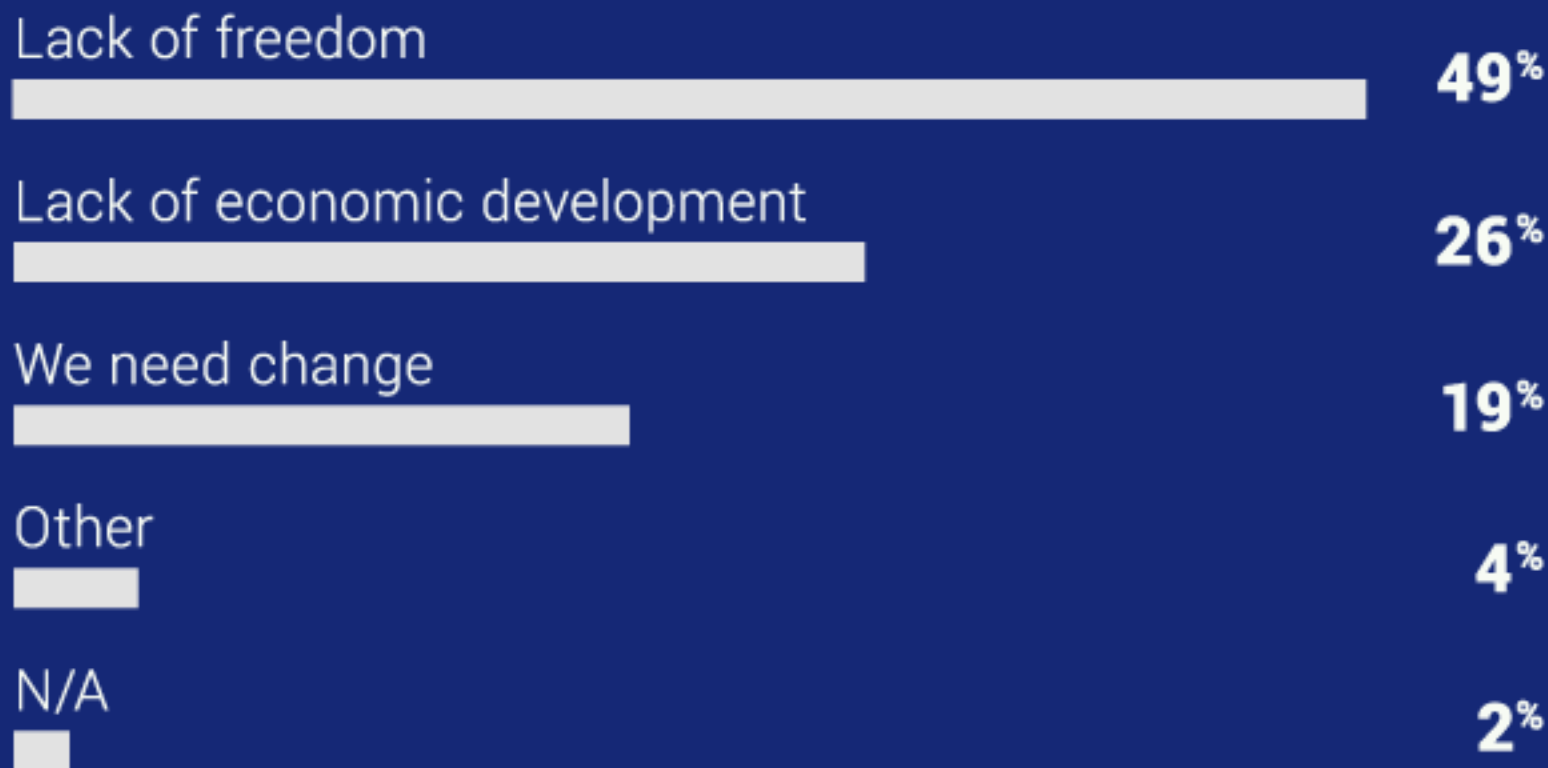 Lack of freedom
49%
Lack of economic development
26%
We need change
19%
Other
4%
N/A
2%